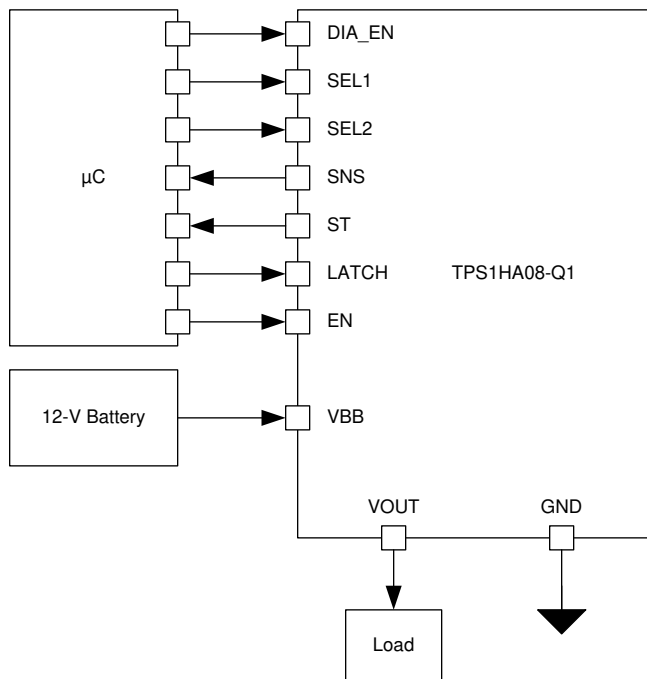 DIA_EN
SEL1
SEL2
µC
SNS
ST
LATCH
TPS1HA08-Q1
EN
12-V Battery
VBB
VOUT
GND
Load